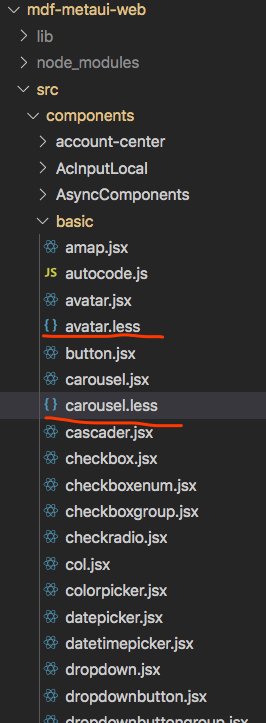 mdf-metaui-web
lib
node_modules
src
components
account-center
AcInputLocal
AsyncComponents
basic
amap.jsx
JS autocode.js
avatar.jsx
{ } avatar.less
button.jsx
carousel.jsx
{ } carousel.less
cascader.jsx
checkbox.jsx
checkboxenum.jsx
checkboxgroup.jsx
checkradio.jsx
col.jsx
colorpicker.jsx
datepicker.jsx
datetimepicker.jsx
dropdown.jsx
dropdownbutton.jsx
dropdownbuttongroup.jsx